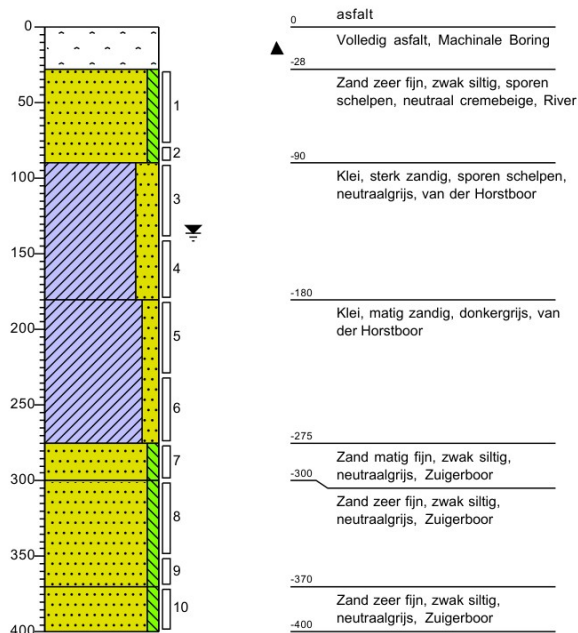 0
50
100
150
200
250
300
350
400
1
2
3
4
5
6
7
8
9
10
0
asfalt
Volledig asfalt, Machinale Boring
-28
Zand zeer fijn, zwak siltig, sporen
schelpen, neutraal cremebeige, River
-90
Klei, sterk zandig, sporen schelpen,
neutraalgrijs, van der Horstboor
-180
Klei, matig zandig, donkergrijs, van
der Horstboor
-275
Zand matig fijn, zwak siltig,
neutraalgrijs, Zuigerboor
-300
Zand zeer fijn, zwak siltig,
neutraalgrijs, Zuigerboor
-370
Zand zeer fijn, zwak siltig,
neutraalgrijs, Zuigerboor
-400